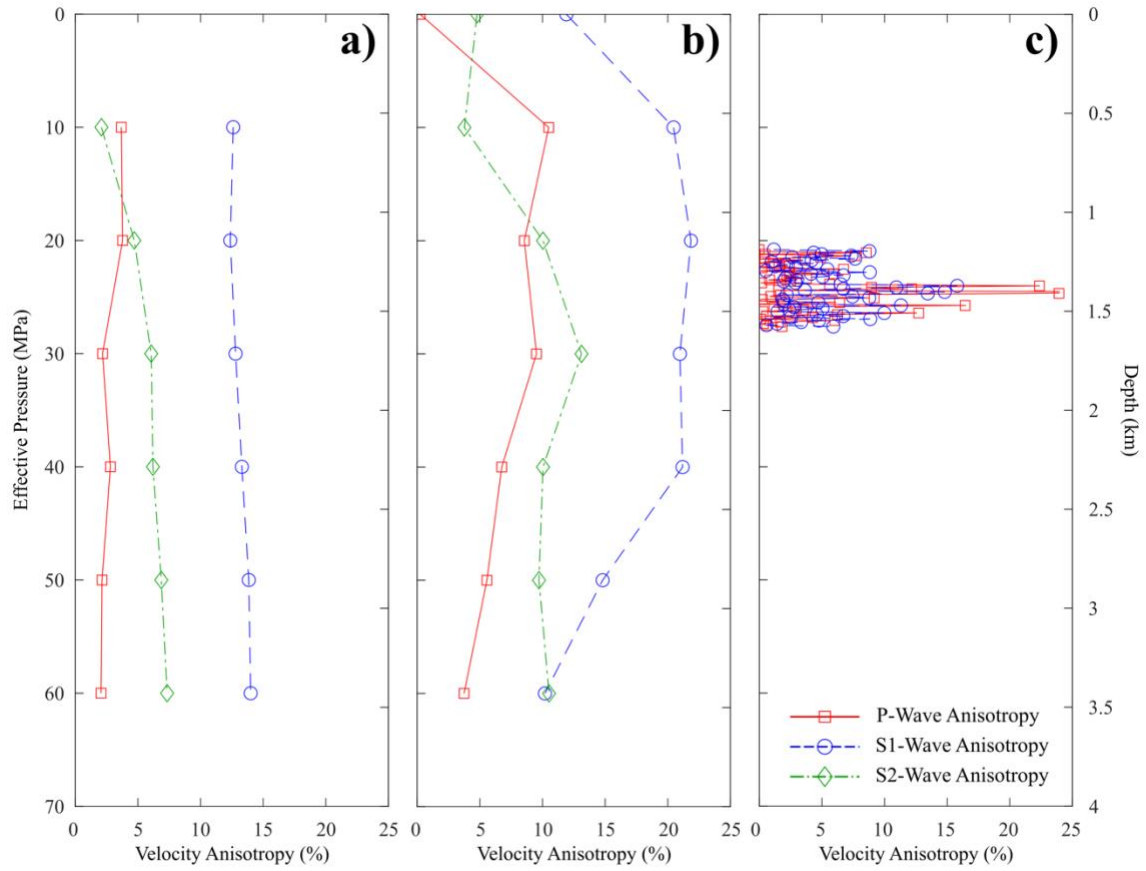 a)
b)
c)
0
10
20
30
40
50
60
70
Effective Pressure (MPa)
0
0.5
1
1.5
2
2.5
3
3.5
4
Depth (km)
P-Wave Anisotropy
S1-Wave Anisotropy
S2-Wave Anisotropy
0 5 10 15 20 25
0 5 10 15 20 25
0 5 10 15 20 25
Velocity Anisotropy (%)
Velocity Anisotropy (%)
Velocity Anisotropy (%)